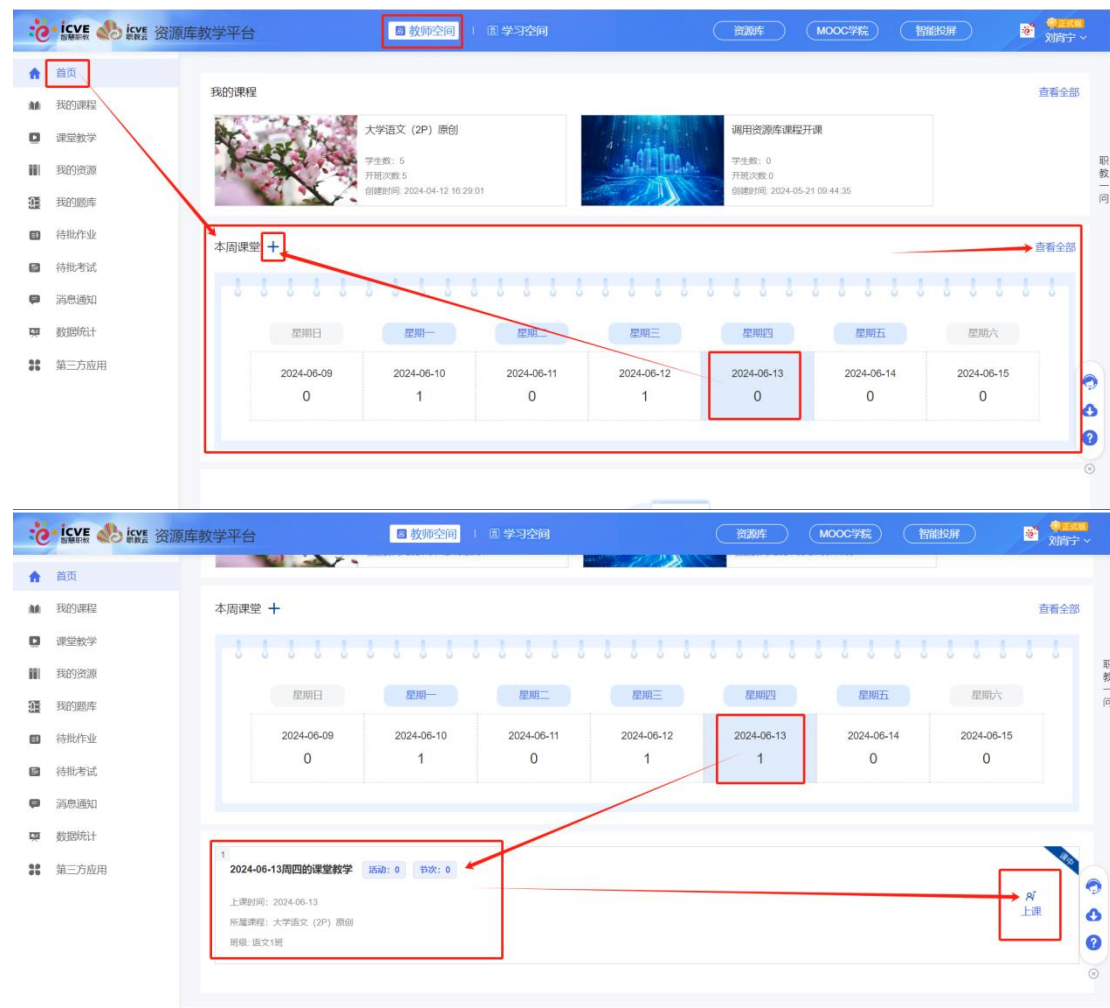 icve 智慧职教 icve 职教云 资源库教学平台 教师空间 学习空间 资源库 MOOC学院 智能投屏 正式版 刘肖宁
首页
我的课程
课堂教学
我的资源
我的题库
待批作业
待批考试
消息通知
数据统计
第三方应用
我的课程 查看全部
大学语文（2P）原创
学生数：5
开班次数:5
创建时间: 2024-04-12 16:29:01
调用资源库课程开课
学生数：0
开班次数:0
创建时间: 2024-05-21 09:44:35
职教一问
本周课堂 + 查看全部
星期日 星期一 星期二 星期三 星期四 星期五 星期六
2024-06-09 2024-06-10 2024-06-11 2024-06-12 2024-06-13 2024-06-14 2024-06-15
0 1 0 1 0 0 0
icve 智慧职教 icve 职教云 资源库教学平台 教师空间 学习空间 资源库 MOOC学院 智能投屏 正式版 刘肖宁
首页
我的课程
课堂教学
我的资源
我的题库
待批作业
待批考试
消息通知
数据统计
第三方应用
本周课堂 + 查看全部
职教一问
星期日 星期一 星期二 星期三 星期四 星期五 星期六
2024-06-09 2024-06-10 2024-06-11 2024-06-12 2024-06-13 2024-06-14 2024-06-15
0 1 0 1 1 0 0
1
2024-06-13周四的课堂教学 活动：0 节次：0
上课时间：2024-06-13
所属课程：大学语文（2P）原创
班级: 语文1班
课中
上课